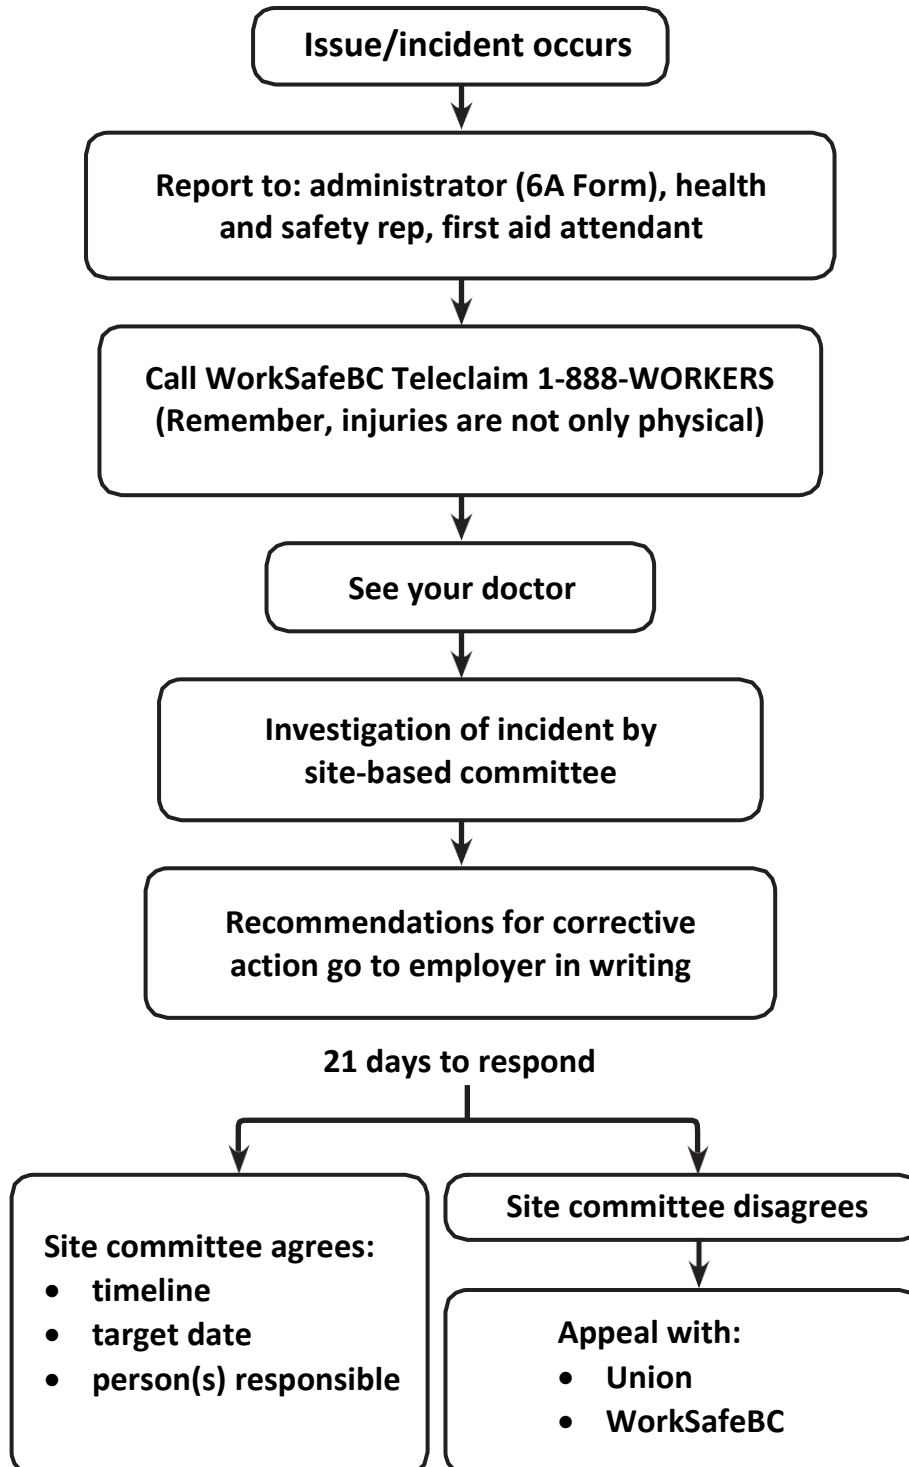 Issue/incident occurs
Report to: administrator (6A Form), health
and safety rep, first aid attendant
Call WorkSafeBC Teleclaim 1-888-WORKERS
(Remember, injuries are not only physical)
See your doctor
Investigation of incident by
site-based committee
Recommendations for corrective
action go to employer in writing
21 days to respond
Site committee agrees:
• timeline
• target date
• person(s) responsible
Site committee disagrees
Appeal with:
• Union
• WorkSafeBC